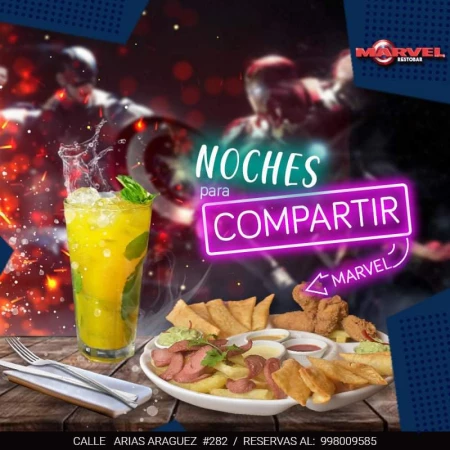 MARVEL
RESTOBAR
NOCHES
para
COMPARTIR
MARVEL
CALLE ARIAS ARAGUEZ #282 / RESERVAS AL: 998009585